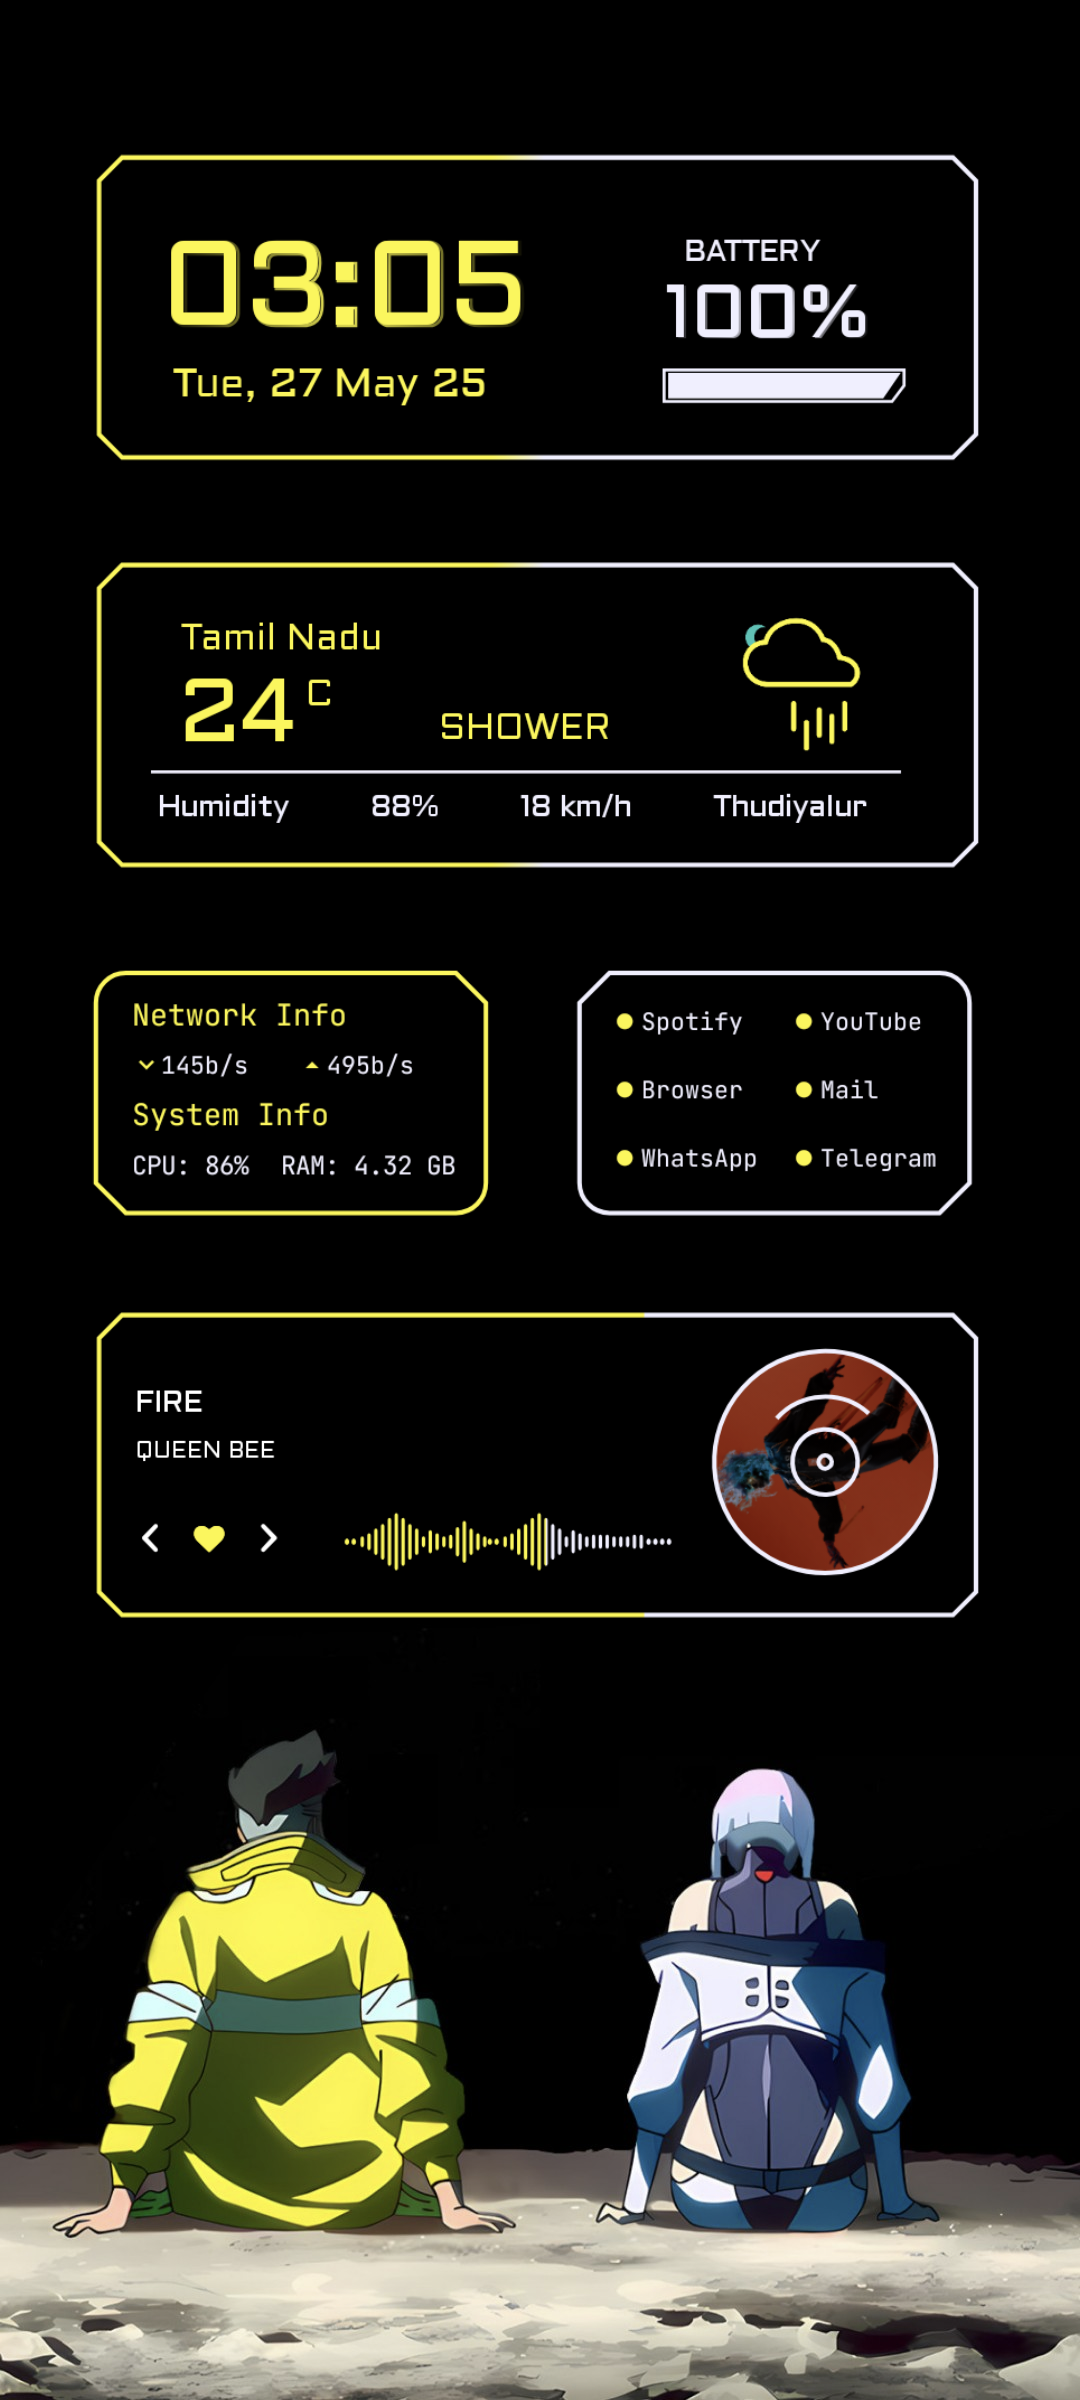 03:05
Tue, 27 May 25
BATTERY
100%
Tamil Nadu
24 C
SHOWER
Humidity 88% 18 km/h Thudiyalur
Network Info
145b/s 495b/s
System Info
CPU: 86% RAM: 4.32 GB
Spotify YouTube
Browser Mail
WhatsApp Telegram
FIRE
QUEEN BEE